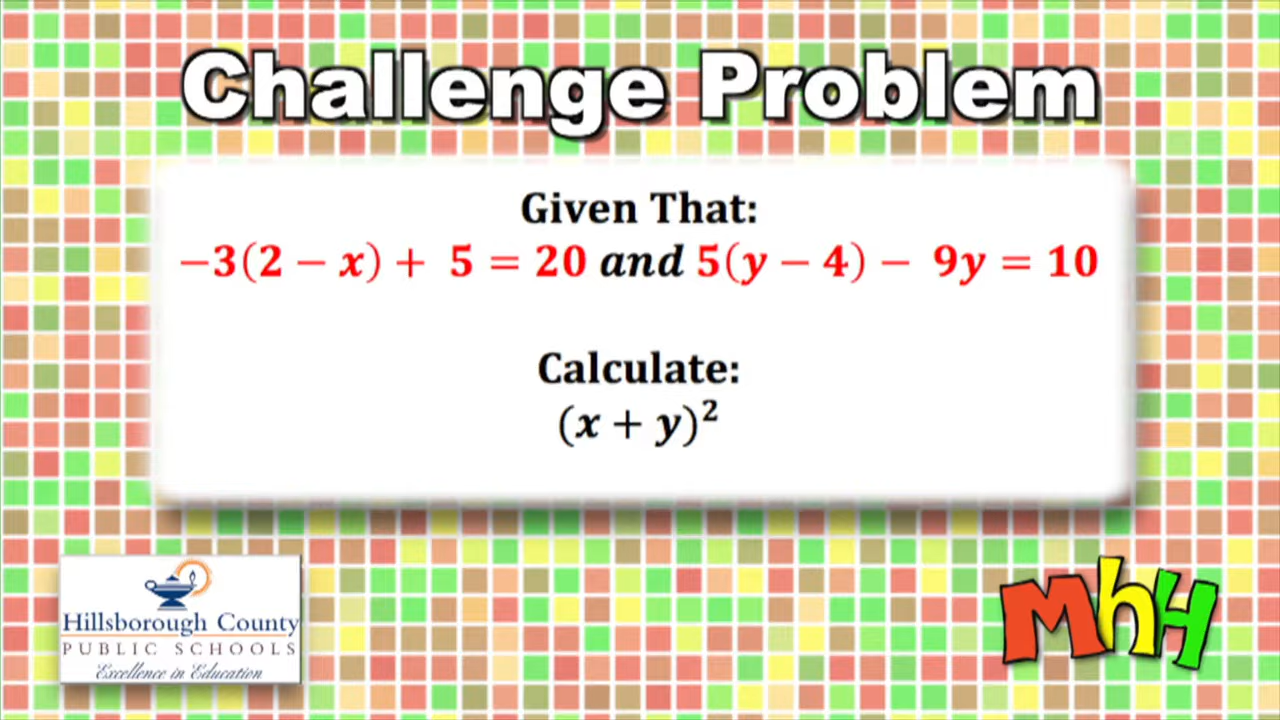 Challenge Problem
Given That:
−3(2 − x) + 5 = 20 and 5(y − 4) − 9y = 10
Calculate:
(x + y)²
Hillsborough County
PUBLIC SCHOOLS
Excellence in Education
MhH